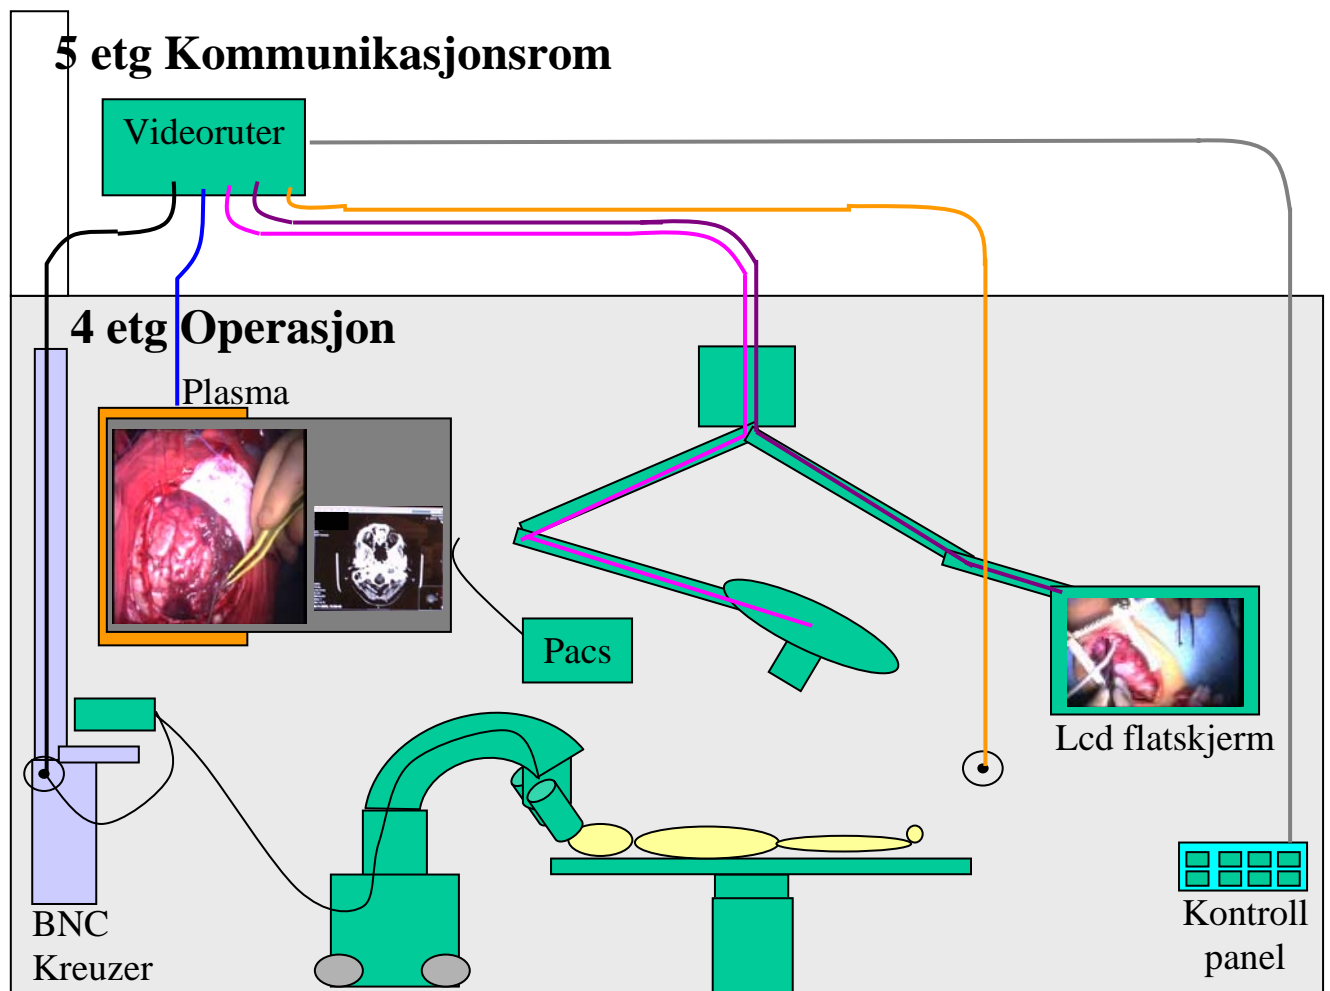 5 etg Kommunikasjonsrom
Videoruter
4 etg Operasjon
Plasma
Pacs
Lcd flatskjerm
BNC
Kreuzer
Kontroll
panel